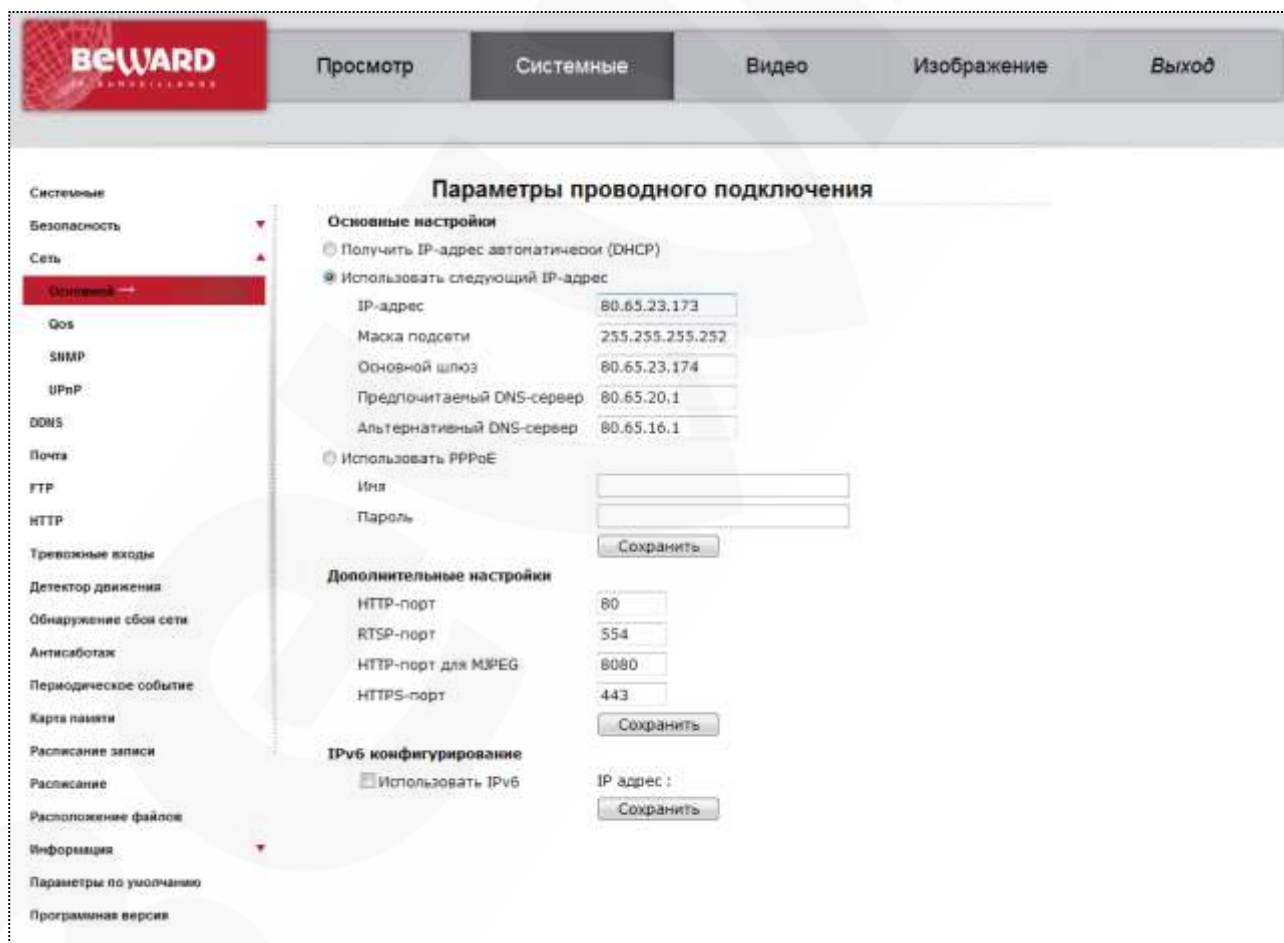 BEWARD
Просмотр
Системные
Видео
Изображение
Выход
Параметры проводного подключения
Системные
Безопасность
Сеть
Основной →
Qos
SNMP
UPnP
DDNS
Почта
FTP
HTTP
Тревожные входы
Детектор движения
Обнаружение сбоя сети
Антисаботаж
Периодическое событие
Карта памяти
Расписание записи
Расписание
Расположение файлов
Информация
Параметры по умолчанию
Программная версия
Основные настройки
Получить IP-адрес автоматически (DHCP)
Использовать следующий IP-адрес
IP-адрес 80.65.23.173
Маска подсети 255.255.255.252
Основной шлюз 80.65.23.174
Предпочитаемый DNS-сервер 80.65.20.1
Альтернативный DNS-сервер 80.65.16.1
Использовать PPPoE
Имя
Пароль
Сохранить
Дополнительные настройки
HTTP-порт 80
RTSP-порт 554
HTTP-порт для MJPEG 8080
HTTPS-порт 443
Сохранить
IPv6 конфигурирование
Использовать IPv6 IP адрес :
Сохранить